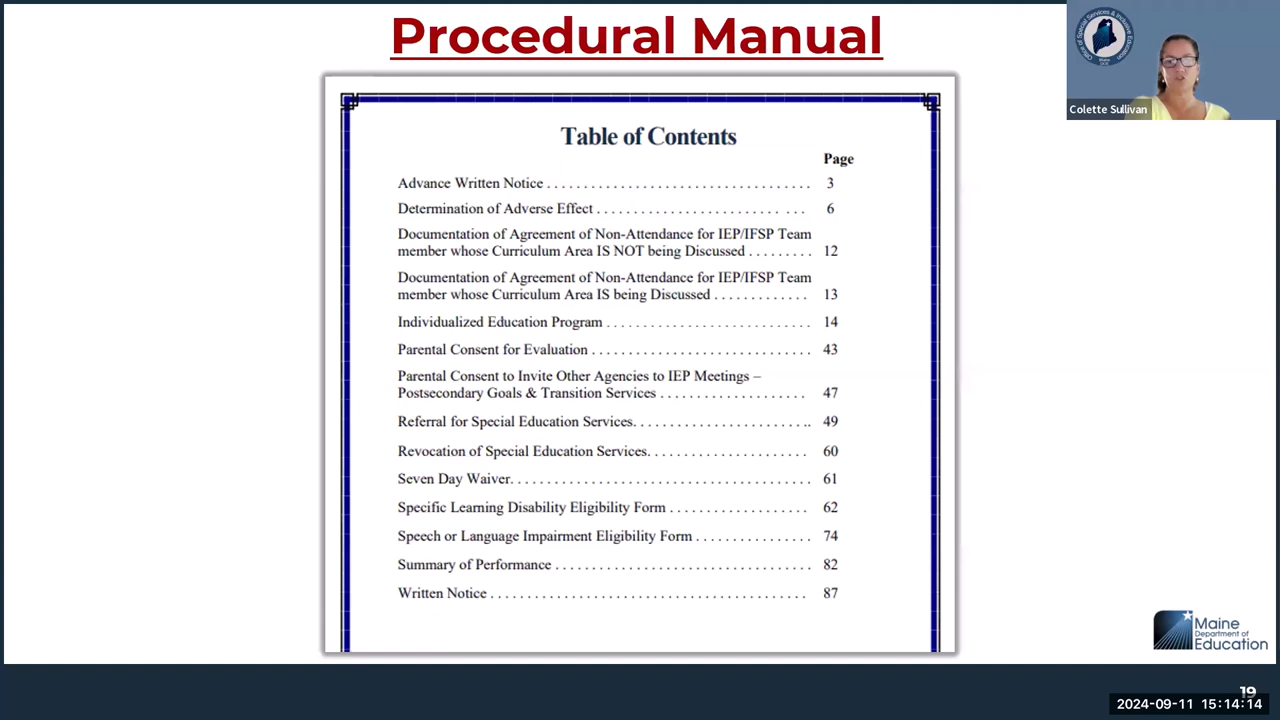 Procedural Manual
Colette Sullivan
Table of Contents
Page
Advance Written Notice . . . . . . . . . . . . . . . . . . . . . . . . . . . . . . . . . . . . 3
Determination of Adverse Effect . . . . . . . . . . . . . . . . . . . . . . . . . . . . 6
Documentation of Agreement of Non-Attendance for IEP/IFSP Team
member whose Curriculum Area IS NOT being Discussed . . . . . . . . . 12
Documentation of Agreement of Non-Attendance for IEP/IFSP Team
member whose Curriculum Area IS being Discussed . . . . . . . . . . . . . 13
Individualized Education Program . . . . . . . . . . . . . . . . . . . . . . . . . . . . 14
Parental Consent for Evaluation . . . . . . . . . . . . . . . . . . . . . . . . . . . . . . 43
Parental Consent to Invite Other Agencies to IEP Meetings –
Postsecondary Goals & Transition Services . . . . . . . . . . . . . . . . . . . . 47
Referral for Special Education Services. . . . . . . . . . . . . . . . . . . . . . . .. 49
Revocation of Special Education Services. . . . . . . . . . . . . . . . . . . . . . 60
Seven Day Waiver. . . . . . . . . . . . . . . . . . . . . . . . . . . . . . . . . . . . . . . . . 61
Specific Learning Disability Eligibility Form . . . . . . . . . . . . . . . . . . . 62
Speech or Language Impairment Eligibility Form . . . . . . . . . . . . . . . . 74
Summary of Performance . . . . . . . . . . . . . . . . . . . . . . . . . . . . . . . . . . . 82
Written Notice . . . . . . . . . . . . . . . . . . . . . . . . . . . . . . . . . . . . . . . . . . . 87
Maine
Department of
Education
19
2024-09-11 15:14:14